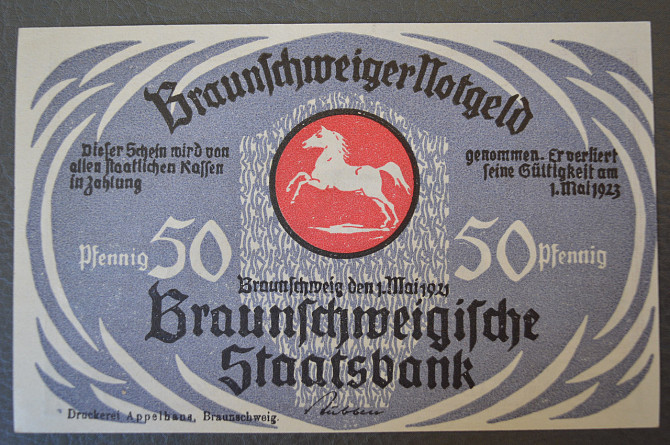 Braunschweiger Notgeld
Dieser Schein wird von
allen staatlichen Kassen
in Zahlung
genommen. Er verliert
seine Gültigkeit am
1. Mai 1923
Pfennig 50
50 Pfennig
Braunschweig den 1. Mai 1921
Braunschweigische
Staatsbank
Druckerei Appelhans, Braunschweig.